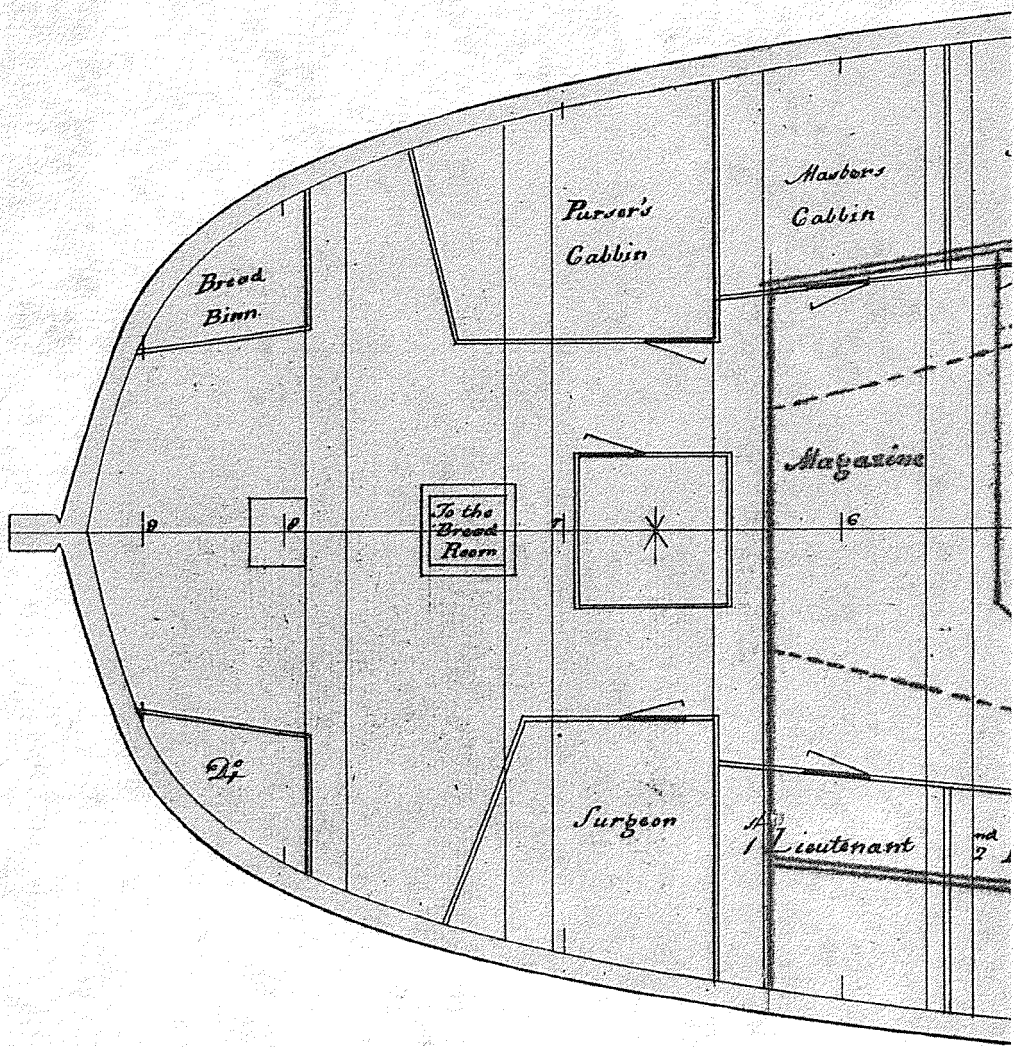 Masters
Cabbin
Purser's
Cabbin
Bread
Binn.
Magazine
To the
Bread
Room
9
8
7
6
Do
Surgeon
1st Lieutenant
2nd